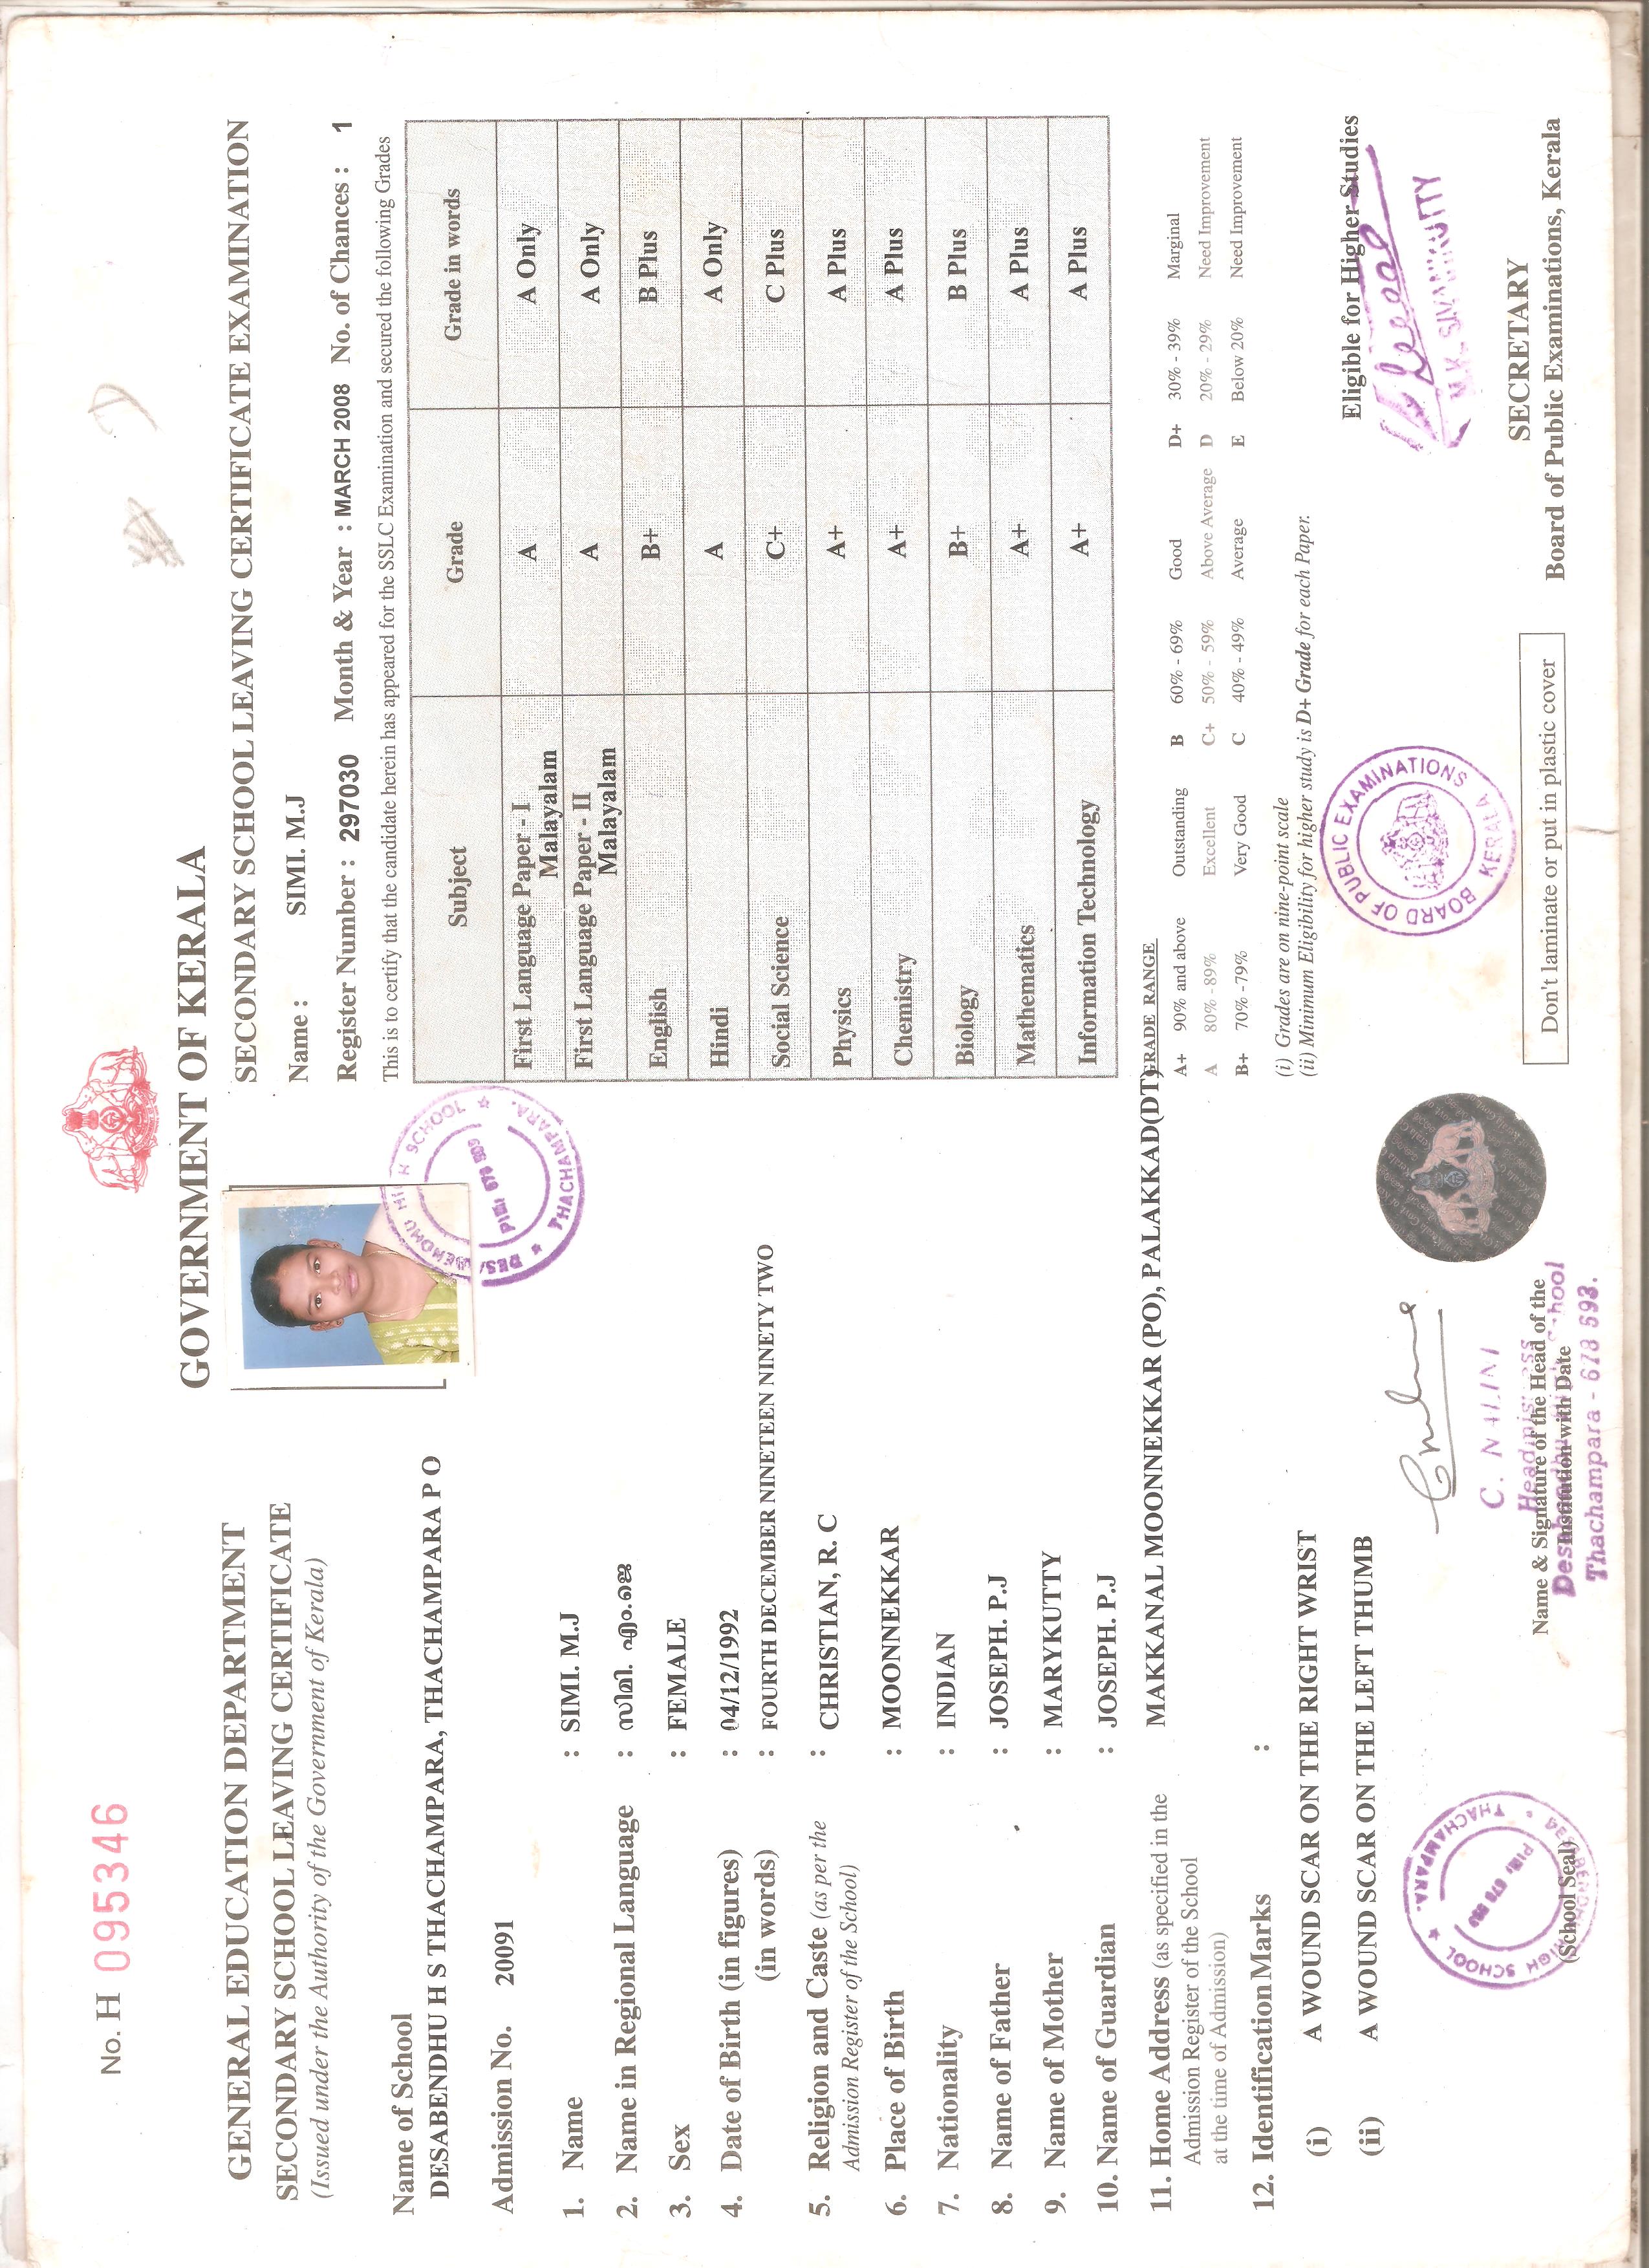 No. H 095346
GOVERNMENT OF KERALA
GENERAL EDUCATION DEPARTMENT
SECONDARY SCHOOL LEAVING CERTIFICATE
(Issued under the Authority of the Government of Kerala)
Name of School
DESABENDHU H S THACHAMPARA, THACHAMPARA P O
Admission No. 20091
1. Name : SIMI. M.J
2. Name in Regional Language : സിമി. എം.ജെ
3. Sex : FEMALE
4. Date of Birth (in figures) : 04/12/1992
(in words) : FOURTH DECEMBER NINETEEN NINETY TWO
5. Religion and Caste (as per the : CHRISTIAN, R. C
Admission Register of the School)
6. Place of Birth : MOONNEKKAR
7. Nationality : INDIAN
8. Name of Father : JOSEPH. P.J
9. Name of Mother : MARYKUTTY
10. Name of Guardian : JOSEPH. P.J
11. Home Address (as specified in the MAKKANAL MOONNEKKAR (PO), PALAKKAD(DT)
Admission Register of the School
at the time of Admission)
12. Identification Marks :
(i) A WOUND SCAR ON THE RIGHT WRIST
(ii) A WOUND SCAR ON THE LEFT THUMB
(School Seal)
C. NALINI
Headmistress
Name & Signature of the Head of the
Institution with Date
Thachampara - 678 593.
HIGH SCHOOL
THACHAMPARA.
SECONDARY SCHOOL LEAVING CERTIFICATE EXAMINATION
Name : SIMI. M.J
Register Number : 297030 Month & Year : MARCH 2008 No. of Chances : 1
This is to certify that the candidate herein has appeared for the SSLC Examination and secured the following Grades
Subject Grade Grade in words
First Language Paper - I
Malayalam A A Only
First Language Paper - II
Malayalam A A Only
English B+ B Plus
Hindi A A Only
Social Science C+ C Plus
Physics A+ A Plus
Chemistry A+ A Plus
Biology B+ B Plus
Mathematics A+ A Plus
Information Technology A+ A Plus
GRADE RANGE
A+ 90% and above Outstanding B 60% - 69% Good D+ 30% - 39% Marginal
A 80% -89% Excellent C+ 50% - 59% Above Average D 20% - 29% Need Improvement
B+ 70% -79% Very Good C 40% - 49% Average E Below 20% Need Improvement
(i) Grades are on nine-point scale
(ii) Minimum Eligibility for higher study is D+ Grade for each Paper.
BOARD OF PUBLIC EXAMINATIONS
KERALA
Eligible for Higher Studies
M.K. SIVANKUTTY
SECRETARY
Board of Public Examinations, Kerala
Don't laminate or put in plastic cover